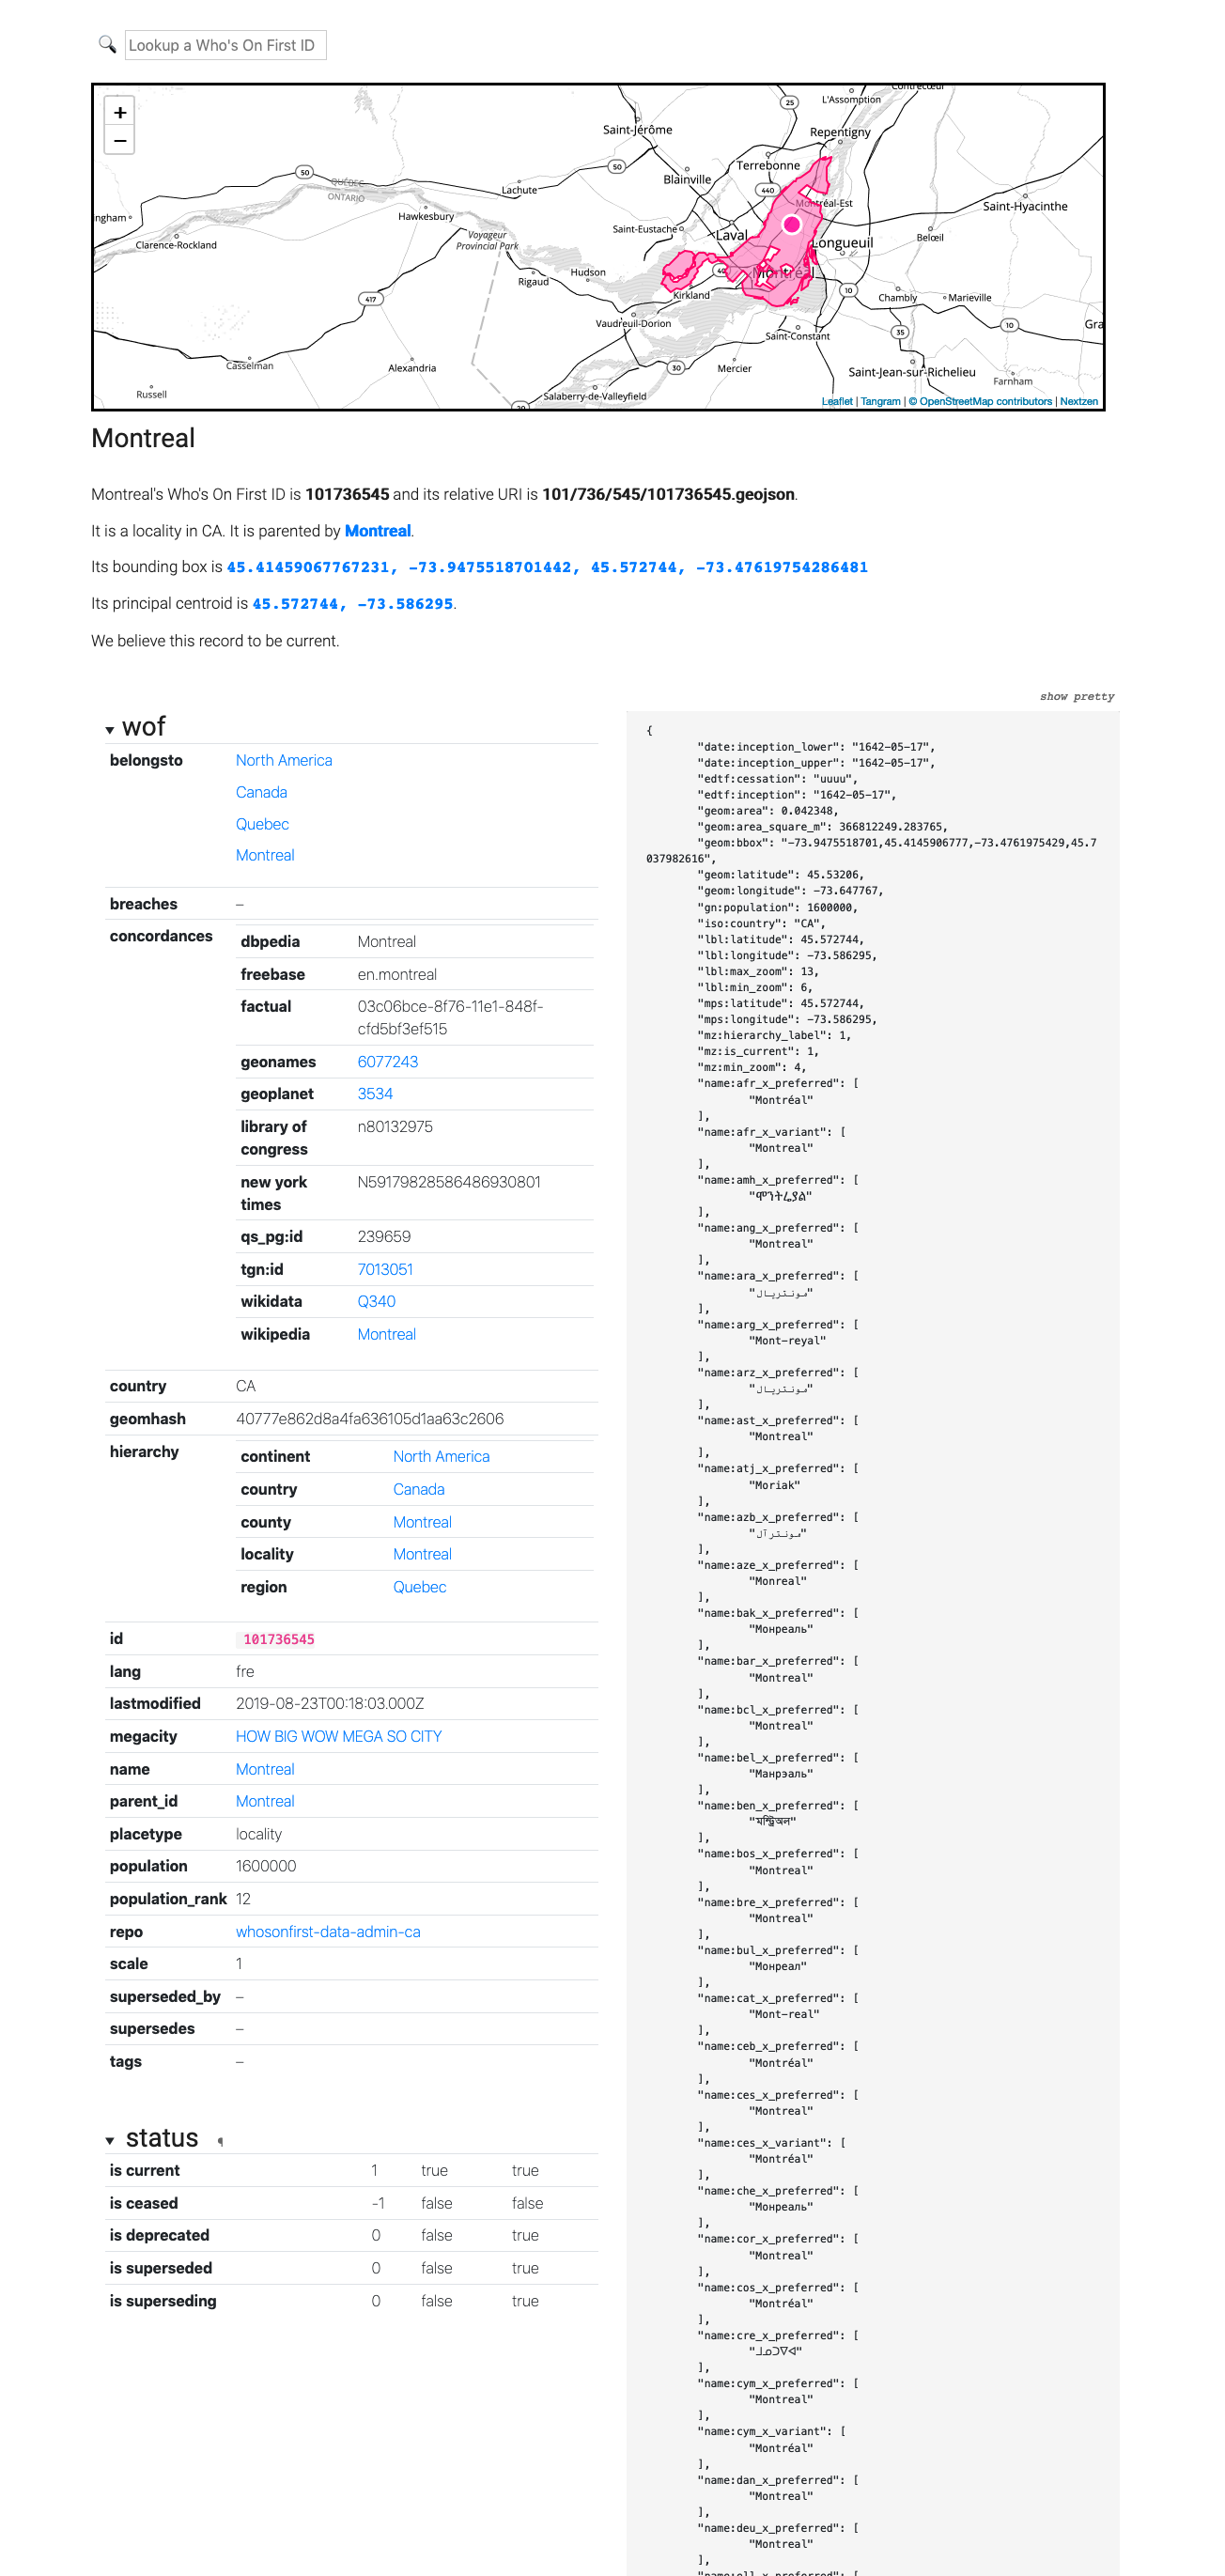 Lookup a Who's On First ID
+
−
25
L'Assomption
Saint-Jérôme
Repentigny
50
Terrebonne
50
Blainville
440
QUÉBEC
ONTARIO
Lachute
Montréal-Est
Saint-Hyacinthe
ngham
Hawkesbury
Saint-Eustache
Laval
Longueuil
Belœil
Clarence-Rockland
Voyageur
Provincial Park
Hudson
Montréal
Rigaud
Kirkland
417
10
Chambly
Marieville
Vaudreuil-Dorion
Saint-Constant
35
10
Gra
Casselman
Alexandria
30
Mercier
Saint-Jean-sur-Richelieu
Farnham
Russell
Salaberry-de-Valleyfield
Leaflet | Tangram | © OpenStreetMap contributors | Nextzen
Montreal
Montreal's Who's On First ID is 101736545 and its relative URI is 101/736/545/101736545.geojson.
It is a locality in CA. It is parented by Montreal.
Its bounding box is 45.41459067767231, -73.9475518701442, 45.572744, -73.47619754286481
Its principal centroid is 45.572744, -73.586295.
We believe this record to be current.
show pretty
wof
belongsto North America
Canada
Quebec
Montreal
breaches –
concordances
dbpedia Montreal
freebase en.montreal
factual 03c06bce-8f76-11e1-848f-
cfd5bf3ef515
geonames 6077243
geoplanet 3534
library of n80132975
congress
new york N59179828586486930801
times
qs_pg:id 239659
tgn:id 7013051
wikidata Q340
wikipedia Montreal
country CA
geomhash 40777e862d8a4fa636105d1aa63c2606
hierarchy
continent North America
country Canada
county Montreal
locality Montreal
region Quebec
id 101736545
lang fre
lastmodified 2019-08-23T00:18:03.000Z
megacity HOW BIG WOW MEGA SO CITY
name Montreal
parent_id Montreal
placetype locality
population 1600000
population_rank 12
repo whosonfirst-data-admin-ca
scale 1
superseded_by –
supersedes –
tags –
status ¶
is current 1 true true
is ceased -1 false false
is deprecated 0 false true
is superseded 0 false true
is superseding 0 false true
{
"date:inception_lower": "1642-05-17",
"date:inception_upper": "1642-05-17",
"edtf:cessation": "uuuu",
"edtf:inception": "1642-05-17",
"geom:area": 0.042348,
"geom:area_square_m": 366812249.283765,
"geom:bbox": "-73.9475518701,45.4145906777,-73.4761975429,45.7
037982616",
"geom:latitude": 45.53206,
"geom:longitude": -73.647767,
"gn:population": 1600000,
"iso:country": "CA",
"lbl:latitude": 45.572744,
"lbl:longitude": -73.586295,
"lbl:max_zoom": 13,
"lbl:min_zoom": 6,
"mps:latitude": 45.572744,
"mps:longitude": -73.586295,
"mz:hierarchy_label": 1,
"mz:is_current": 1,
"mz:min_zoom": 4,
"name:afr_x_preferred": [
"Montréal"
],
"name:afr_x_variant": [
"Montreal"
],
"name:amh_x_preferred": [
"ሞንትሬያል"
],
"name:ang_x_preferred": [
"Montreal"
],
"name:ara_x_preferred": [
"مونتريال"
],
"name:arg_x_preferred": [
"Mont-reyal"
],
"name:arz_x_preferred": [
"مونتريال"
],
"name:ast_x_preferred": [
"Montreal"
],
"name:atj_x_preferred": [
"Moriak"
],
"name:azb_x_preferred": [
"مونترآل"
],
"name:aze_x_preferred": [
"Monreal"
],
"name:bak_x_preferred": [
"Монреаль"
],
"name:bar_x_preferred": [
"Montreal"
],
"name:bcl_x_preferred": [
"Montreal"
],
"name:bel_x_preferred": [
"Манрэаль"
],
"name:ben_x_preferred": [
"মন্ট্রিঅল"
],
"name:bos_x_preferred": [
"Montreal"
],
"name:bre_x_preferred": [
"Montreal"
],
"name:bul_x_preferred": [
"Монреал"
],
"name:cat_x_preferred": [
"Mont-real"
],
"name:ceb_x_preferred": [
"Montréal"
],
"name:ces_x_preferred": [
"Montreal"
],
"name:ces_x_variant": [
"Montréal"
],
"name:che_x_preferred": [
"Монреаль"
],
"name:cor_x_preferred": [
"Montreal"
],
"name:cos_x_preferred": [
"Montréal"
],
"name:cre_x_preferred": [
"ᒧᓄᑐᐁᐊ"
],
"name:cym_x_preferred": [
"Montreal"
],
"name:cym_x_variant": [
"Montréal"
],
"name:dan_x_preferred": [
"Montreal"
],
"name:deu_x_preferred": [
"Montreal"
],